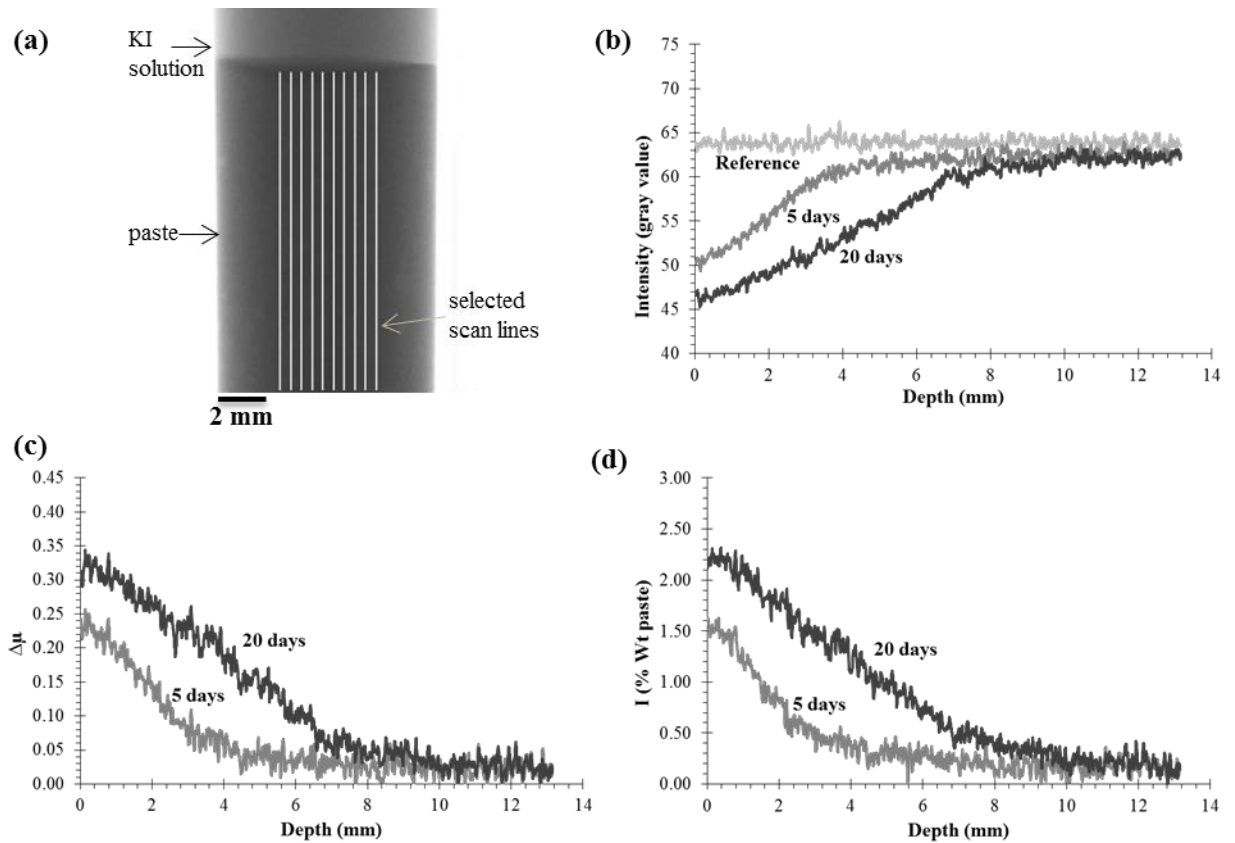 (a)
KI
solution
paste
selected
scan lines
2 mm
(b)
75
70
65
60
55
50
45
40
Intensity (gray value)
Reference
5 days
20 days
0 2 4 6 8 10 12 14
Depth (mm)
(c)
0.45
0.40
0.35
0.30
0.25
0.20
0.15
0.10
0.05
0.00
Δμ
20 days
5 days
0 2 4 6 8 10 12 14
Depth (mm)
(d)
3.00
2.50
2.00
1.50
1.00
0.50
0.00
I (% Wt paste)
20 days
5 days
0 2 4 6 8 10 12 14
Depth (mm)